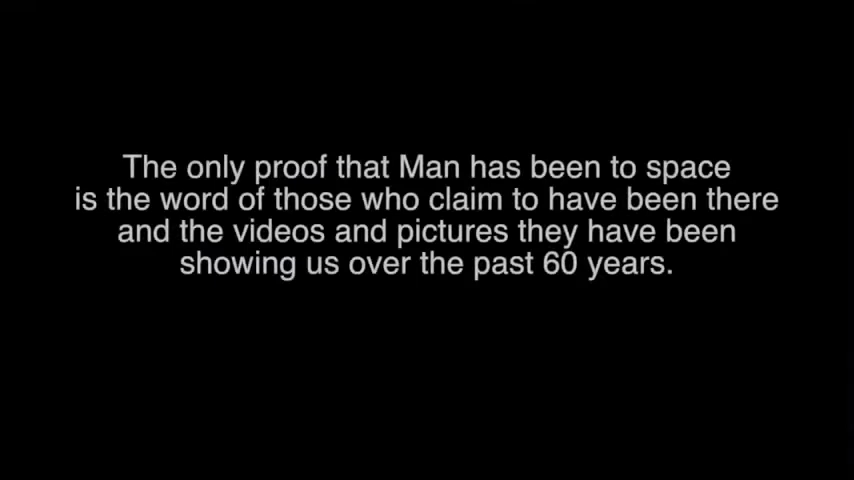 The only proof that Man has been to space
is the word of those who claim to have been there
and the videos and pictures they have been
showing us over the past 60 years.